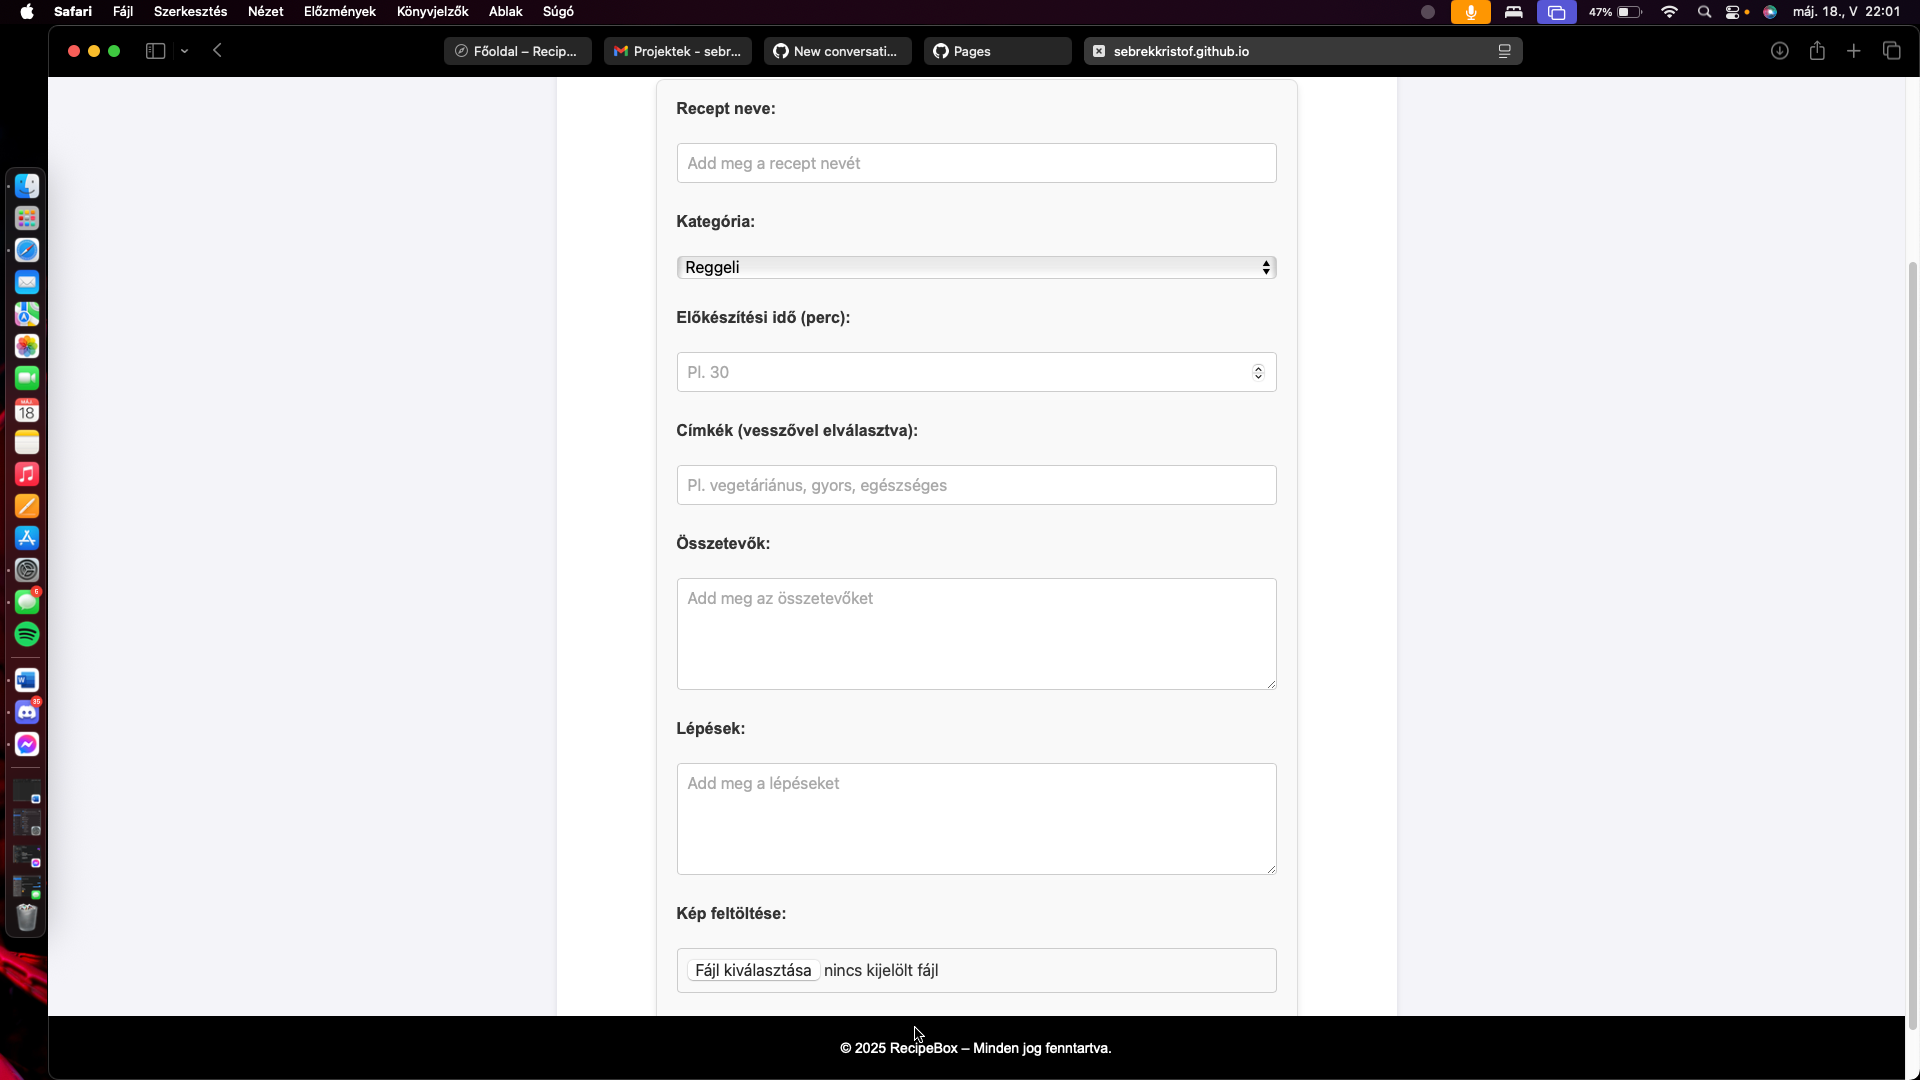 Safari Fájl Szerkesztés Nézet Előzmények Könyvjelzők Ablak Súgó 47% máj. 18., V 22:01
Főoldal – Recip... Projektek - sebr... New conversati... Pages sebrekkristof.github.io
Recept neve:
Add meg a recept nevét
Kategória:
Reggeli
Előkészítési idő (perc):
Pl. 30
Címkék (vesszővel elválasztva):
Pl. vegetáriánus, gyors, egészséges
Összetevők:
Add meg az összetevőket
Lépések:
Add meg a lépéseket
Kép feltöltése:
Fájl kiválasztása nincs kijelölt fájl
© 2025 RecipeBox – Minden jog fenntartva.
MÁJ
18
5
W
35